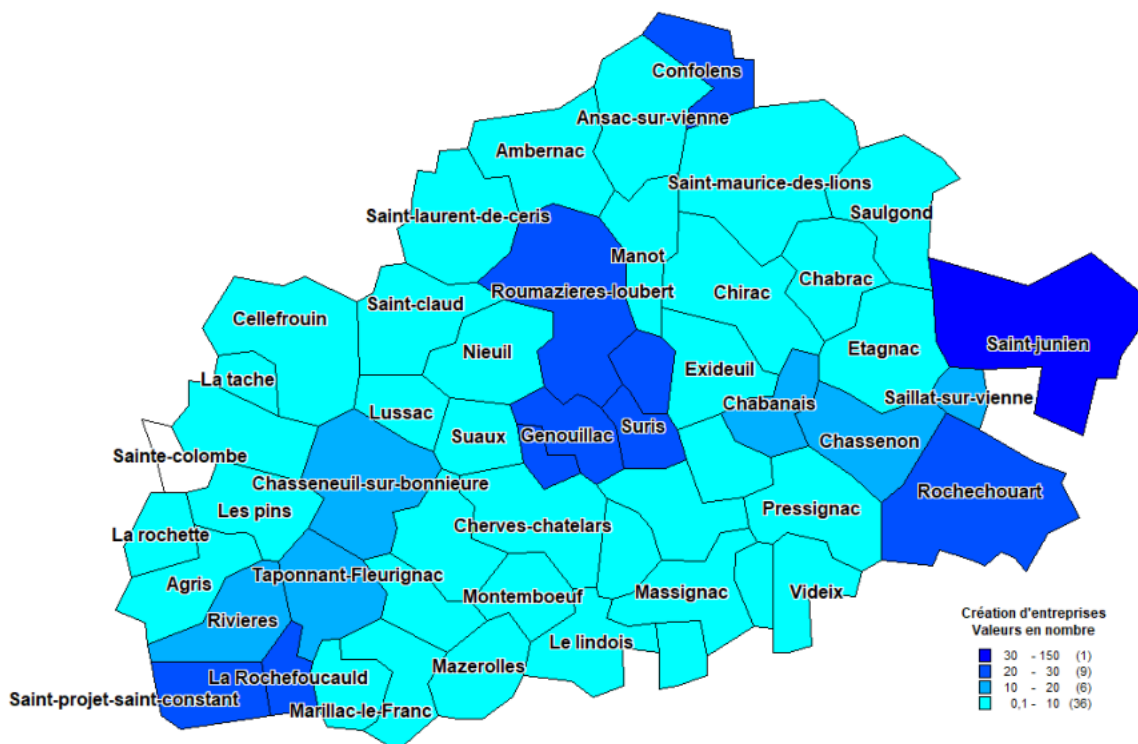 Confolens
Ansac-sur-vienne
Ambernac
Saint-maurice-des-lions
Saint-laurent-de-ceris
Saulgond
Manot
Chabrac
Roumazieres-loubert
Chirac
Saint-claud
Cellefrouin
Saint-junien
Etagnac
Nieuil
Exideuil
La tache
Saillat-sur-vienne
Chabanais
Lussac
Suris
Genouillac
Suaux
Chassenon
Sainte-colombe
Chasseneuil-sur-bonnieure
Rochechouart
Pressignac
Les pins
Cherves-chatelars
La rochette
Taponnant-Fleurignac
Agris
Massignac
Videix
Montemboeuf
Rivieres
Le lindois
Mazerolles
La Rochefoucauld
Saint-projet-saint-constant
Marillac-le-Franc
Création d'entreprises
Valeurs en nombre
30 - 150 (1)
20 - 30 (9)
10 - 20 (6)
0,1 - 10 (36)